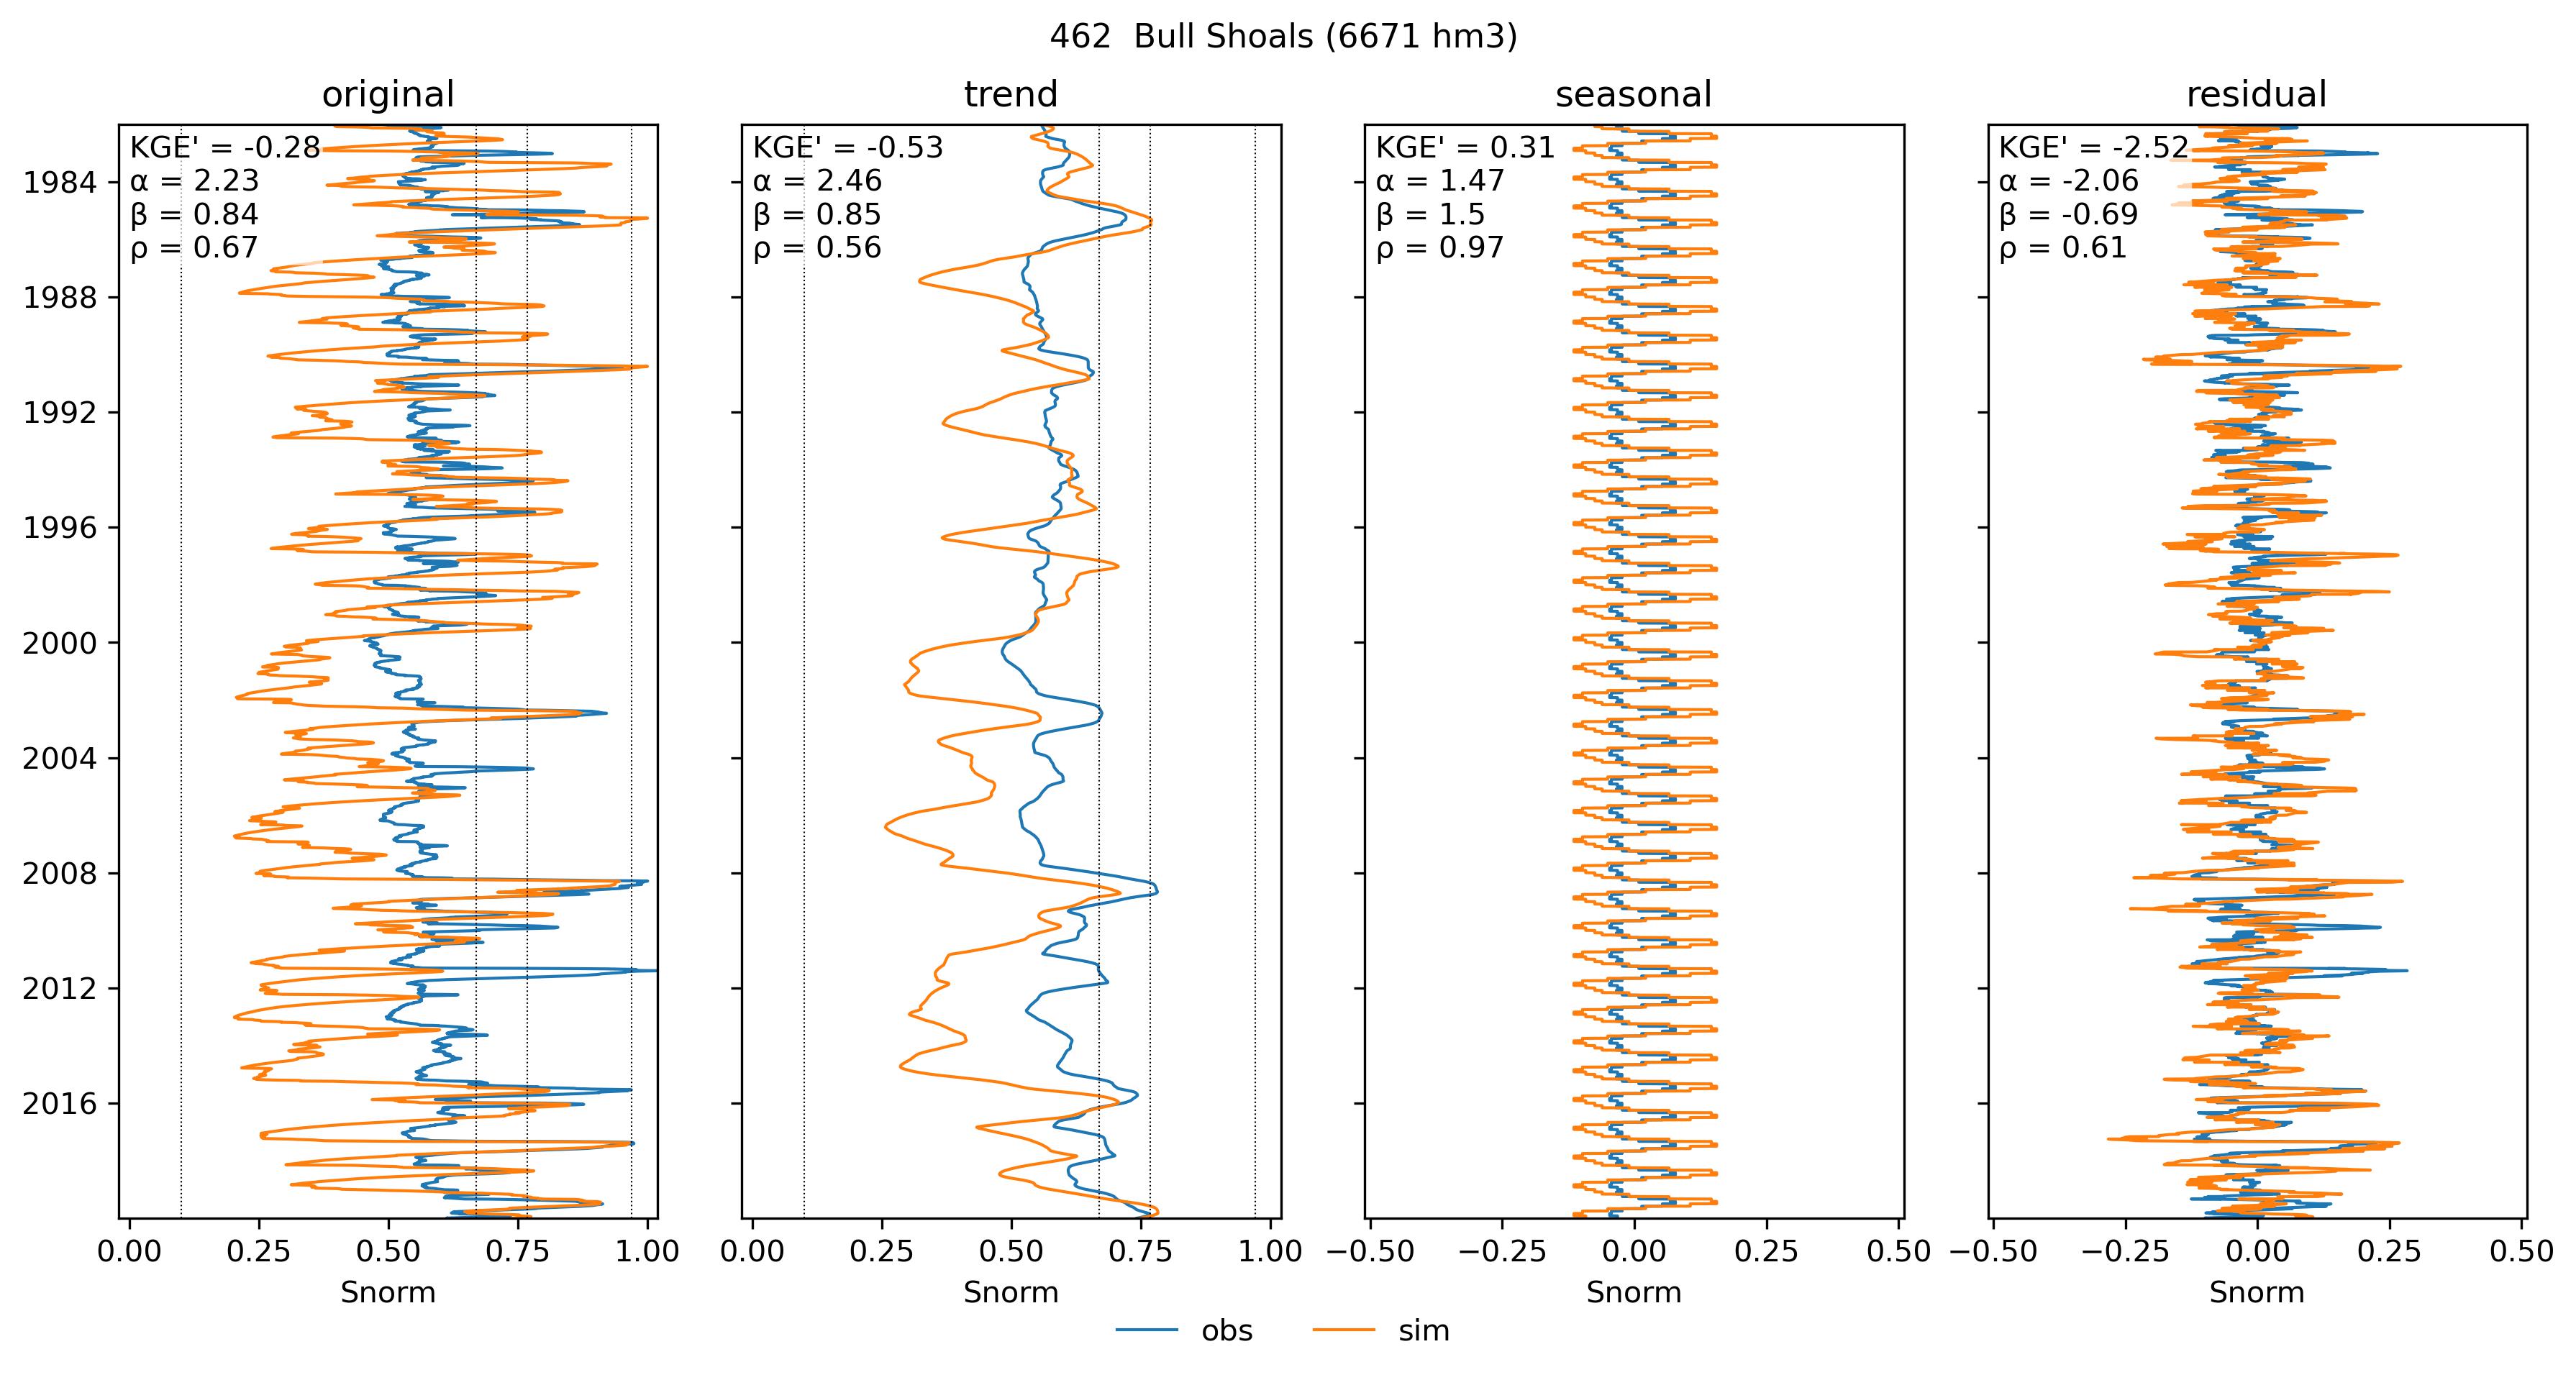 462  Bull Shoals (6671 hm3)
original
trend
seasonal
residual
KGE' = -0.28
α = 2.23
β = 0.84
ρ = 0.67
KGE' = -0.53
α = 2.46
β = 0.85
ρ = 0.56
KGE' = 0.31
α = 1.47
β = 1.5
ρ = 0.97
KGE' = -2.52
α = -2.06
β = -0.69
ρ = 0.61
1984
1988
1992
1996
2000
2004
2008
2012
2016
0.00 0.25 0.50 0.75 1.00
0.00 0.25 0.50 0.75 1.00
−0.50 −0.25 0.00 0.25 0.50
−0.50 −0.25 0.00 0.25 0.50
Snorm
Snorm
Snorm
Snorm
obs
sim